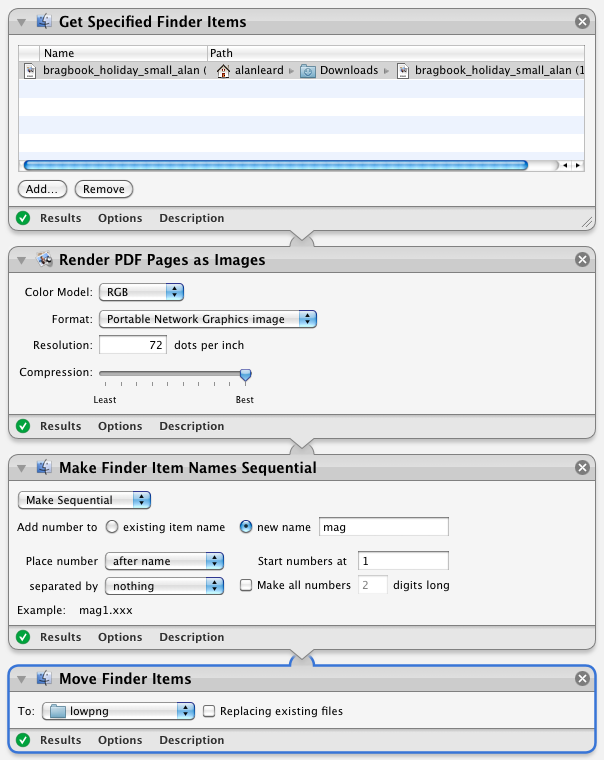 Get Specified Finder Items
Name Path
bragbook_holiday_small_alan ( alanleard Downloads bragbook_holiday_small_alan (1
Add... Remove
Results Options Description
Render PDF Pages as Images
Color Model: RGB
Format: Portable Network Graphics image
Resolution: 72 dots per inch
Compression:
Least Best
Results Options Description
Make Finder Item Names Sequential
Make Sequential
Add number to existing item name new name mag
Place number after name Start numbers at 1
separated by nothing Make all numbers 2 digits long
Example: mag1.xxx
Results Options Description
Move Finder Items
To: lowpng Replacing existing files
Results Options Description